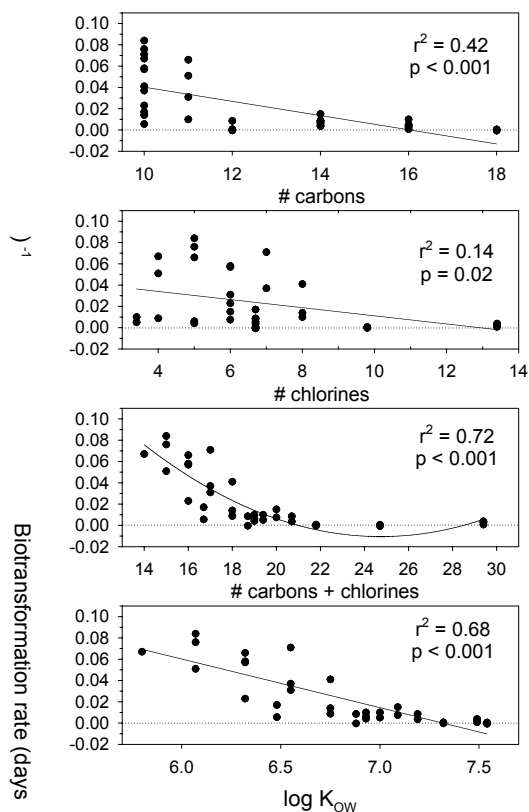 0.10
0.08
0.06
0.04
0.02
0.00
-0.02
r² = 0.42
p < 0.001
10 12 14 16 18
# carbons
0.10
0.08
0.06
0.04
0.02
0.00
-0.02
r² = 0.14
p = 0.02
4 6 8 10 12 14
# chlorines
0.10
0.08
0.06
0.04
0.02
0.00
-0.02
r² = 0.72
p < 0.001
14 16 18 20 22 24 26 28 30
# carbons + chlorines
0.10
0.08
0.06
0.04
0.02
0.00
-0.02
r² = 0.68
p < 0.001
6.0 6.5 7.0 7.5
log K_OW
Biotransformation rate (days
⁻¹)